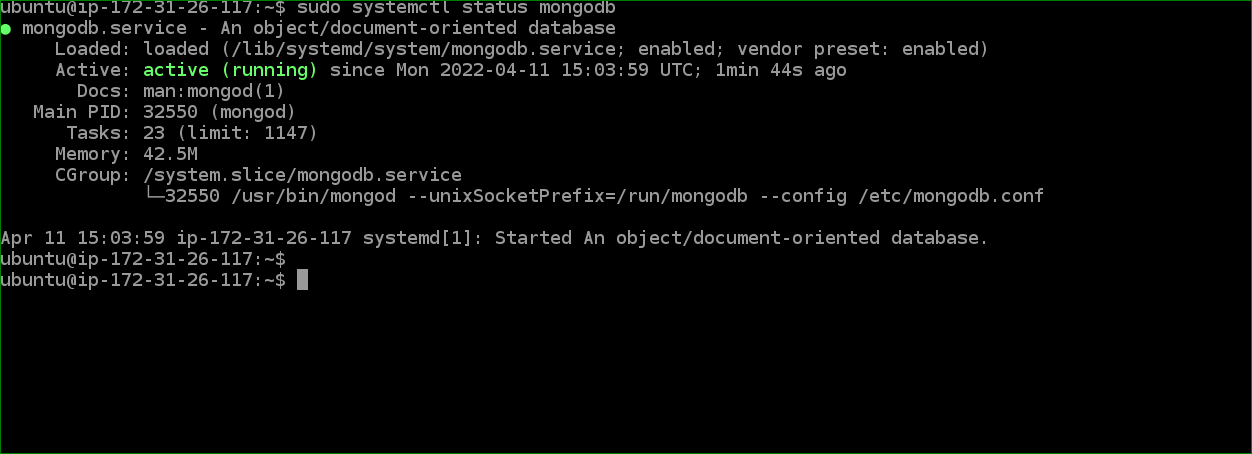 ubuntu@ip-172-31-26-117:~$ sudo systemctl status mongodb
● mongodb.service - An object/document-oriented database
     Loaded: loaded (/lib/systemd/system/mongodb.service; enabled; vendor preset: enabled)
     Active: active (running) since Mon 2022-04-11 15:03:59 UTC; 1min 44s ago
       Docs: man:mongod(1)
   Main PID: 32550 (mongod)
      Tasks: 23 (limit: 1147)
     Memory: 42.5M
     CGroup: /system.slice/mongodb.service
             └─32550 /usr/bin/mongod --unixSocketPrefix=/run/mongodb --config /etc/mongodb.conf

Apr 11 15:03:59 ip-172-31-26-117 systemd[1]: Started An object/document-oriented database.
ubuntu@ip-172-31-26-117:~$
ubuntu@ip-172-31-26-117:~$